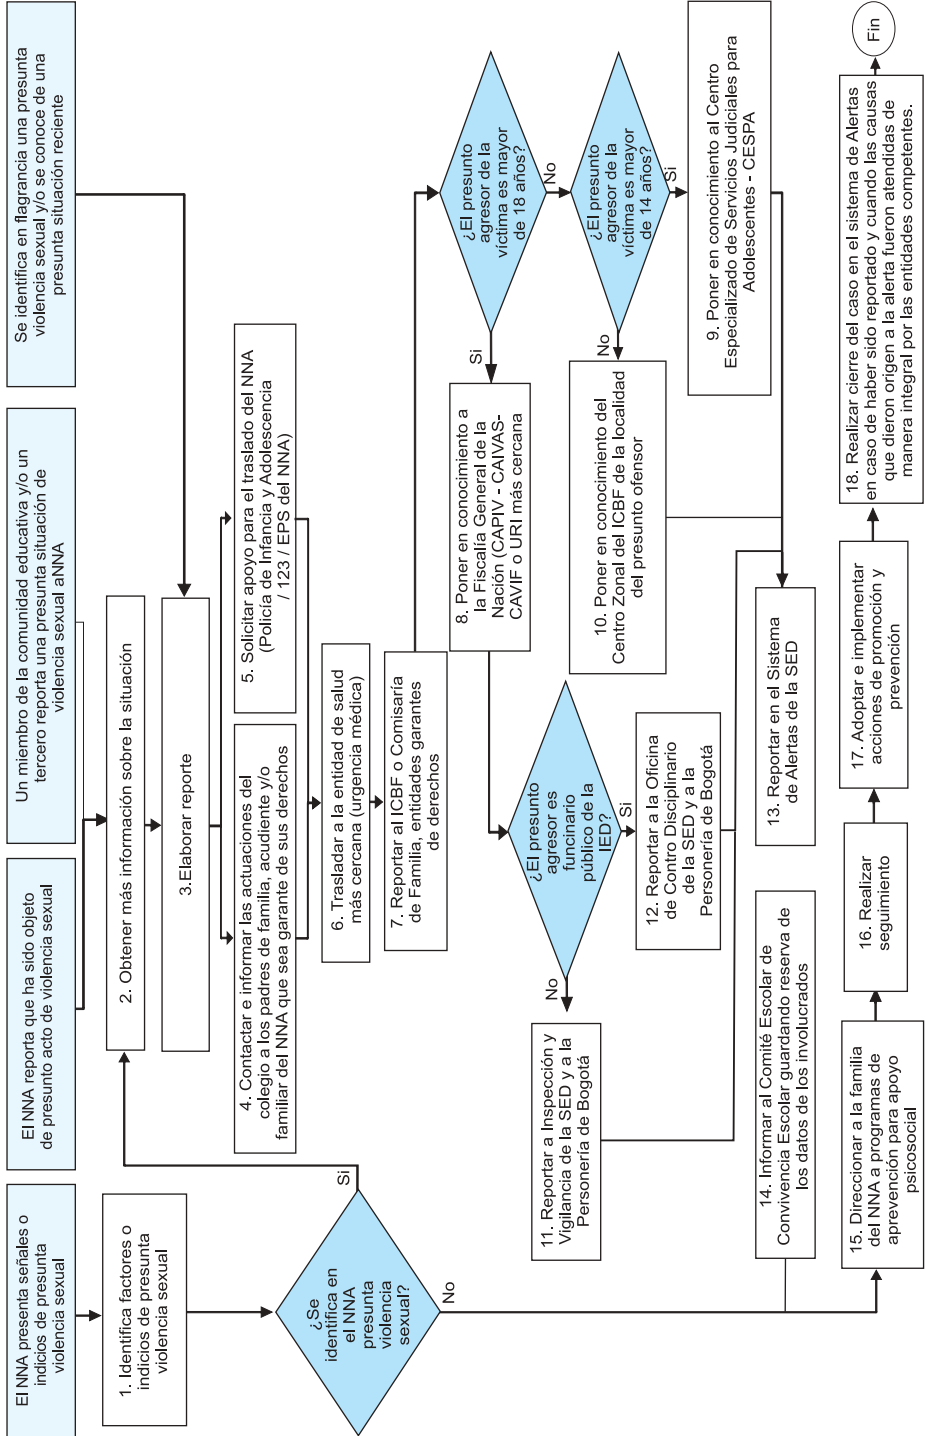 El NNA presenta señales o
indicios de presunta
violencia sexual
El NNA reporta que ha sido objeto
de presunto acto de violencia sexual
Un miembro de la comunidad educativa y/o un
tercero reporta una presunta situación de
violencia sexual aNNA
Se identifica en flagrancia una presunta
violencia sexual y/o se conoce de una
presunta situación reciente
1. Identifica factores o
indicios de presunta
violencia sexual
2. Obtener más información sobre la situación
3.Elaborar reporte
¿Se
identifica en
el NNA
presunta
violencia
sexual?
Si
No
4. Contactar e informar las actuaciones del
colegio a los padres de familia, acudiente y/o
familiar del NNA que sea garante de sus derechos
5. Solicitar apoyo para el traslado del NNA
(Policía de Infancia y Adolescencia
/ 123 / EPS del NNA)
6. Trasladar a la entidad de salud
más cercana (urgencia médica)
7. Reportar al ICBF o Comisaría
de Familia, entidades garantes
de derechos
¿El presunto
agresor de la
víctima es mayor
de 18 años?
Si
No
8. Poner en conocimiento a
la Fiscalía General de la
Nación (CAPIV - CAIVAS-
CAVIF o URI más cercana
¿El presunto
agresor de la
víctima es mayor
de 14 años?
No
Si
9. Poner en conocimiento al Centro
Especializado de Servicios Judiciales para
Adolescentes - CESPA
10. Poner en conocimiento del
Centro Zonal del ICBF de la localidad
del presunto ofensor
¿El presunto
agresor es
funcinario
público de la
IED?
No
Si
11. Reportar a Inspección y
Vigilancia de la SED y a la
Personería de Bogotá
12. Reportar a la Oficina
de Contro Disciplinario
de la SED y a la
Personería de Bogotá
13. Reportar en el Sistema
de Alertas de la SED
14. Informar al Comité Escolar de
Convivencia Escolar guardando reserva de
los datos de los involucrados
15. Direccionar a la familia
del NNA a programas de
aprevención para apoyo
psicosocial
16. Realizar
seguimiento
17. Adoptar e implementar
acciones de promoción y
prevención
18. Realizar cierre del caso en el sistema de Alertas
en caso de haber sido reportado y cuando las causas
que dieron origen a la alerta fueron atendidas de
manera integral por las entidades competentes.
Fin